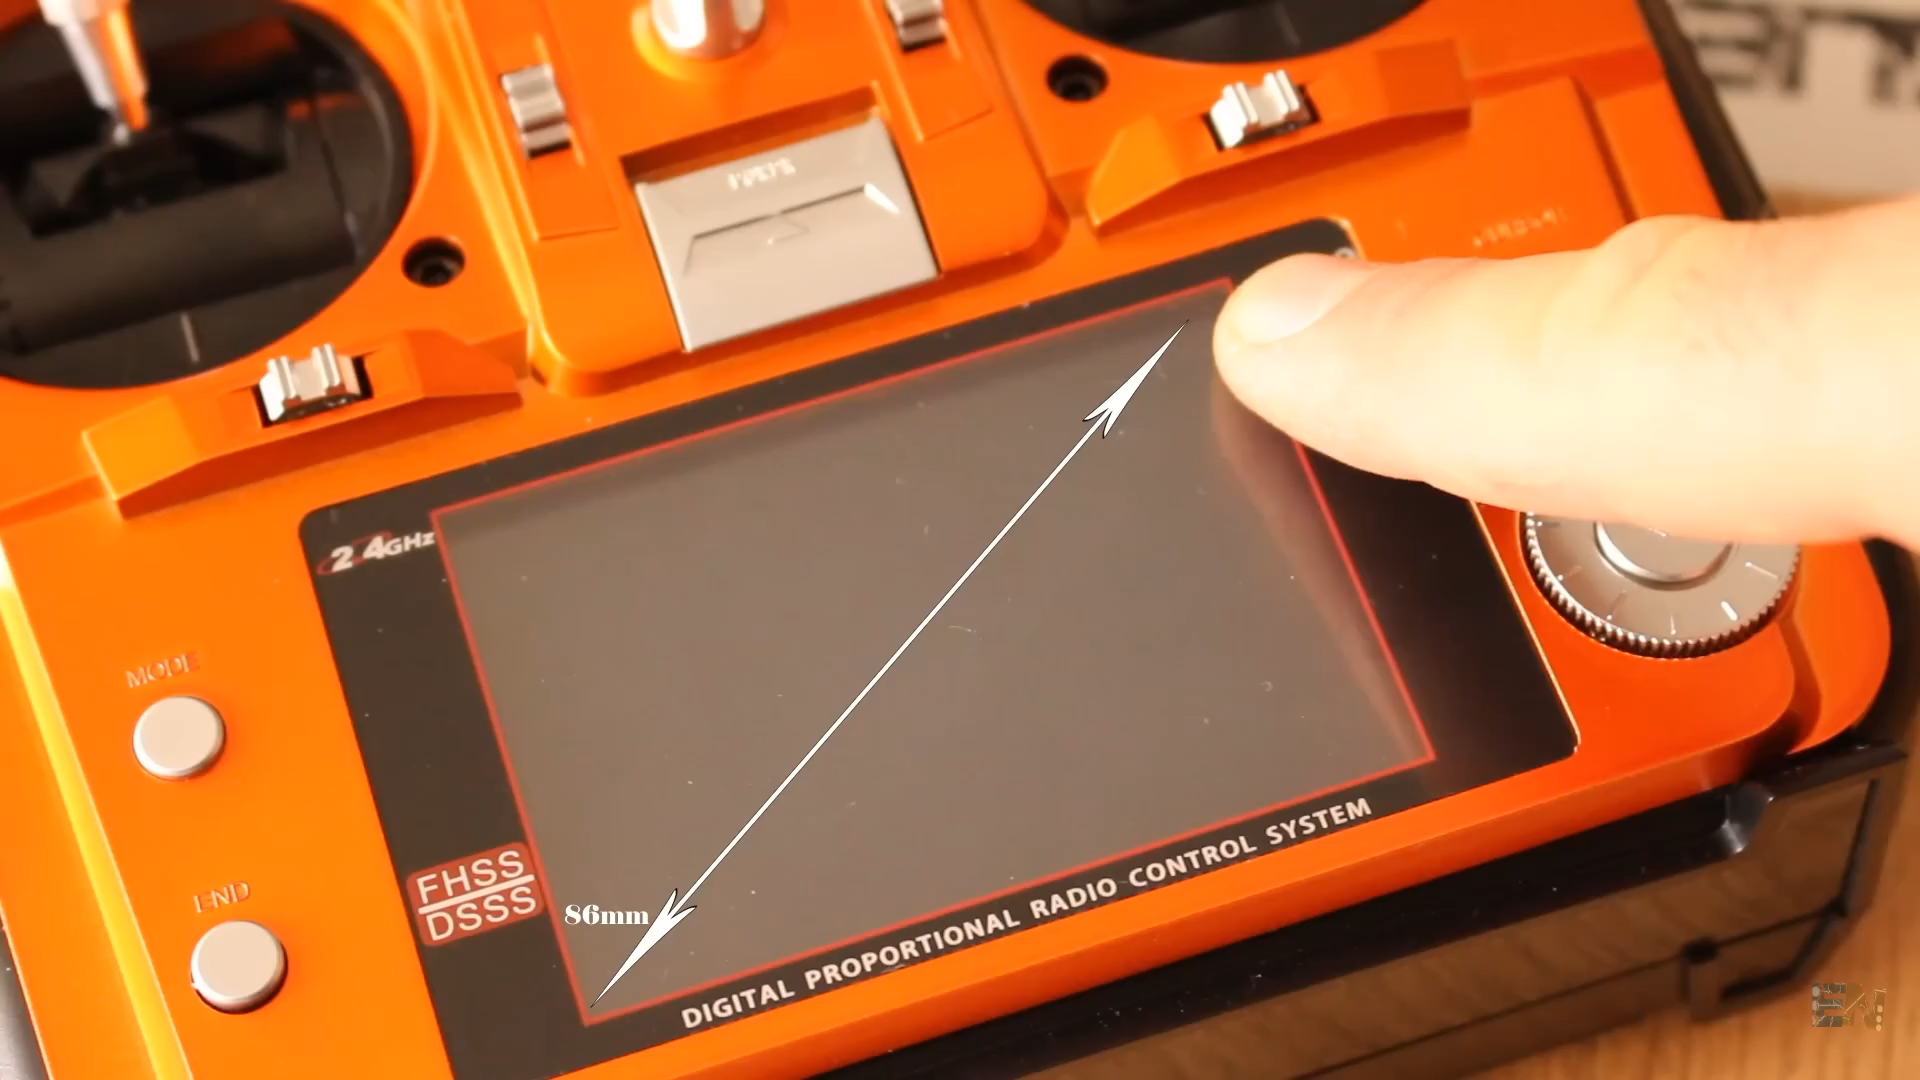 2.4GHz
MODE
END
FHSS
DSSS
86mm
DIGITAL PROPORTIONAL RADIO CONTROL SYSTEM